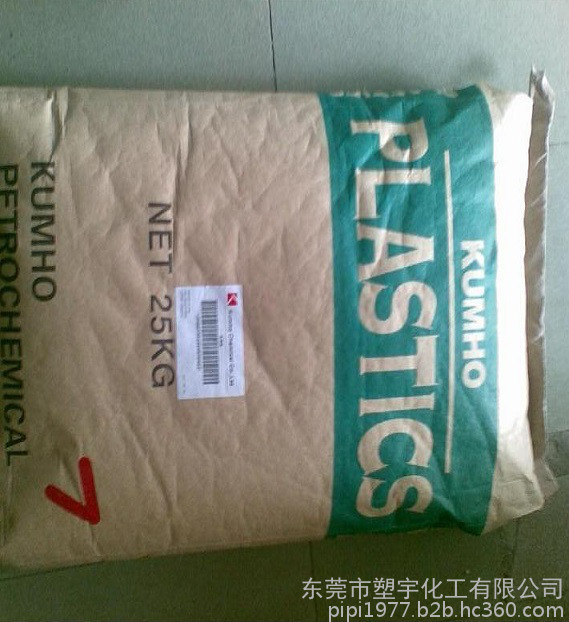 KUMHO
PLASTICS
NET 25KG
KUMHO
PETROCHEMICAL
7
东莞市塑宇化工有限公司
pipi1977.b2b.hc360.com